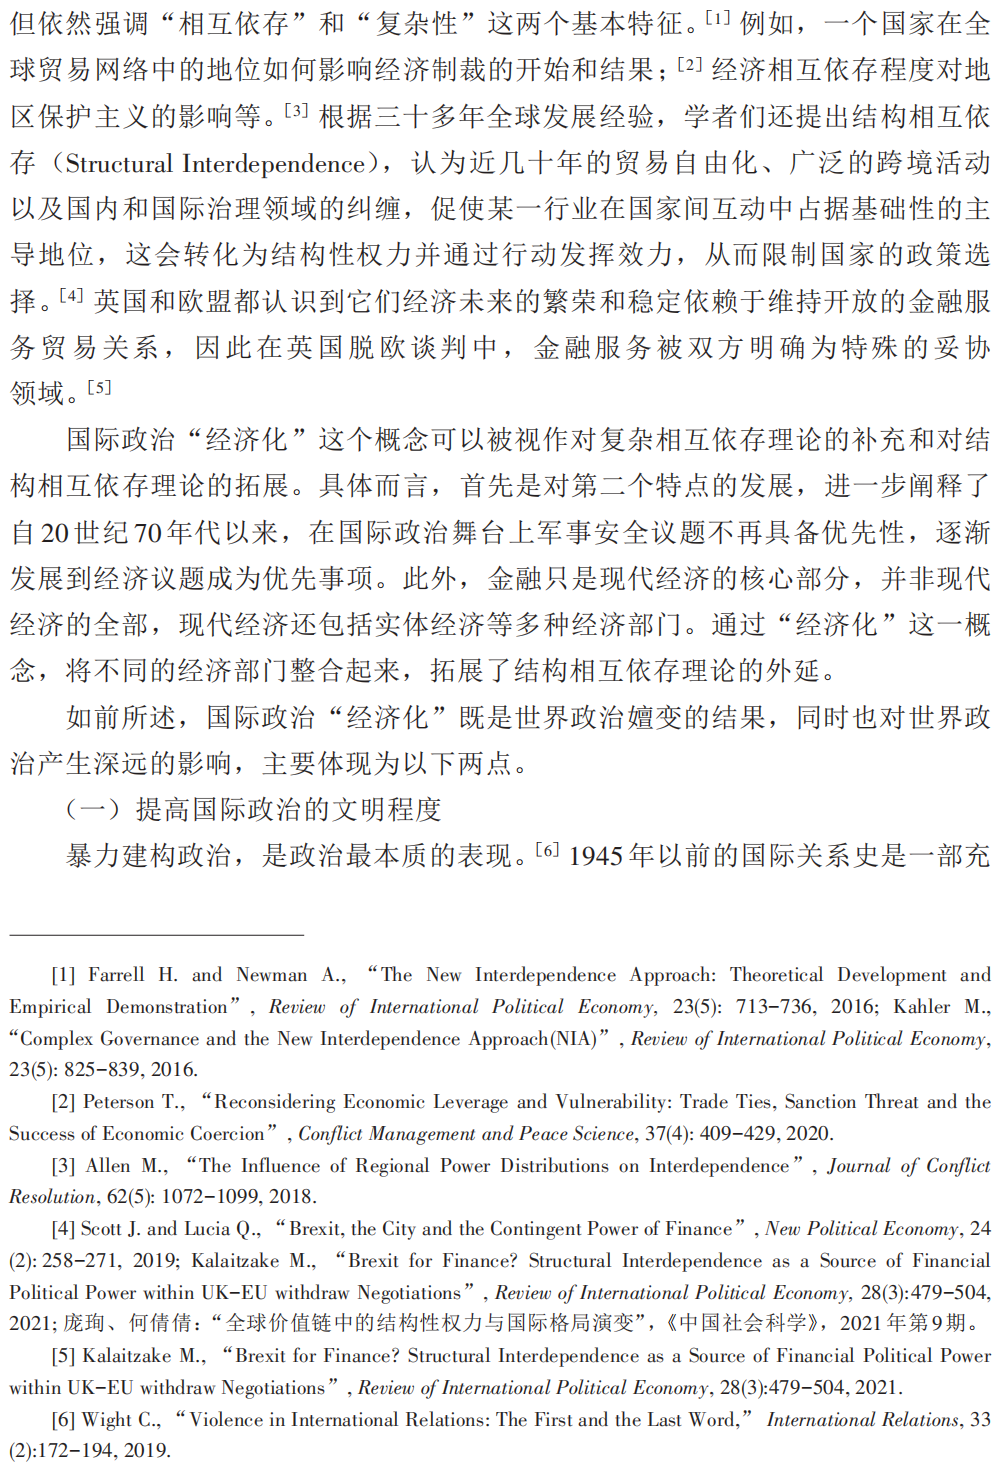 但依然强调“相互依存”和“复杂性”这两个基本特征。[1] 例如，一个国家在全
球贸易网络中的地位如何影响经济制裁的开始和结果；[2] 经济相互依存程度对地
区保护主义的影响等。[3] 根据三十多年全球发展经验，学者们还提出结构相互依
存（Structural Interdependence），认为近几十年的贸易自由化、广泛的跨境活动
以及国内和国际治理领域的纠缠，促使某一行业在国家间互动中占据基础性的主
导地位，这会转化为结构性权力并通过行动发挥效力，从而限制国家的政策选
择。[4] 英国和欧盟都认识到它们经济未来的繁荣和稳定依赖于维持开放的金融服
务贸易关系，因此在英国脱欧谈判中，金融服务被双方明确为特殊的妥协
领域。[5]
国际政治“经济化”这个概念可以被视作对复杂相互依存理论的补充和对结
构相互依存理论的拓展。具体而言，首先是对第二个特点的发展，进一步阐释了
自20世纪70年代以来，在国际政治舞台上军事安全议题不再具备优先性，逐渐
发展到经济议题成为优先事项。此外，金融只是现代经济的核心部分，并非现代
经济的全部，现代经济还包括实体经济等多种经济部门。通过“经济化”这一概
念，将不同的经济部门整合起来，拓展了结构相互依存理论的外延。
如前所述，国际政治“经济化”既是世界政治嬗变的结果，同时也对世界政
治产生深远的影响，主要体现为以下两点。
（一）提高国际政治的文明程度
暴力建构政治，是政治最本质的表现。[6] 1945年以前的国际关系史是一部充
[1] Farrell H. and Newman A., “The New Interdependence Approach: Theoretical Development and
Empirical Demonstration”, Review of International Political Economy, 23(5): 713-736, 2016; Kahler M.,
“Complex Governance and the New Interdependence Approach(NIA)”, Review of International Political Economy,
23(5): 825-839, 2016.
[2] Peterson T., “Reconsidering Economic Leverage and Vulnerability: Trade Ties, Sanction Threat and the
Success of Economic Coercion”, Conflict Management and Peace Science, 37(4): 409-429, 2020.
[3] Allen M., “The Influence of Regional Power Distributions on Interdependence”, Journal of Conflict
Resolution, 62(5): 1072-1099, 2018.
[4] Scott J. and Lucia Q., “Brexit, the City and the Contingent Power of Finance”, New Political Economy, 24
(2): 258-271, 2019; Kalaitzake M., “Brexit for Finance? Structural Interdependence as a Source of Financial
Political Power within UK-EU withdraw Negotiations”, Review of International Political Economy, 28(3):479-504,
2021; 庞珣、何倩倩：“全球价值链中的结构性权力与国际格局演变”，《中国社会科学》，2021年第9期。
[5] Kalaitzake M., “Brexit for Finance? Structural Interdependence as a Source of Financial Political Power
within UK-EU withdraw Negotiations”, Review of International Political Economy, 28(3):479-504, 2021.
[6] Wight C., “Violence in International Relations: The First and the Last Word,” International Relations, 33
(2):172-194, 2019.